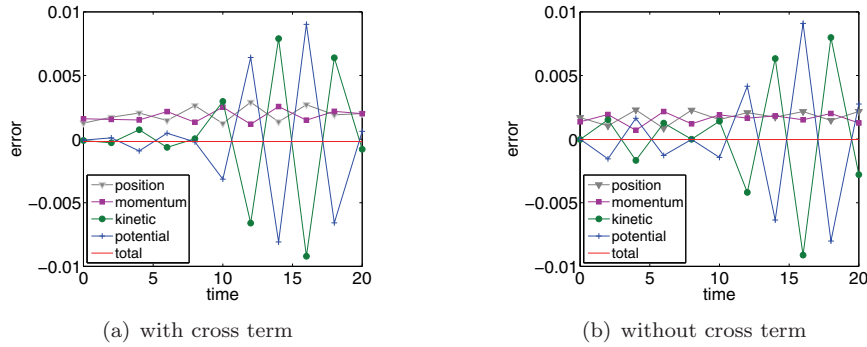 0.01
0.005
0
−0.005
−0.01
error
position
momentum
kinetic
potential
total
0 5 10 15 20
time
(a) with cross term
0.01
0.005
0
−0.005
−0.01
error
position
momentum
kinetic
potential
total
0 5 10 15 20
time
(b) without cross term